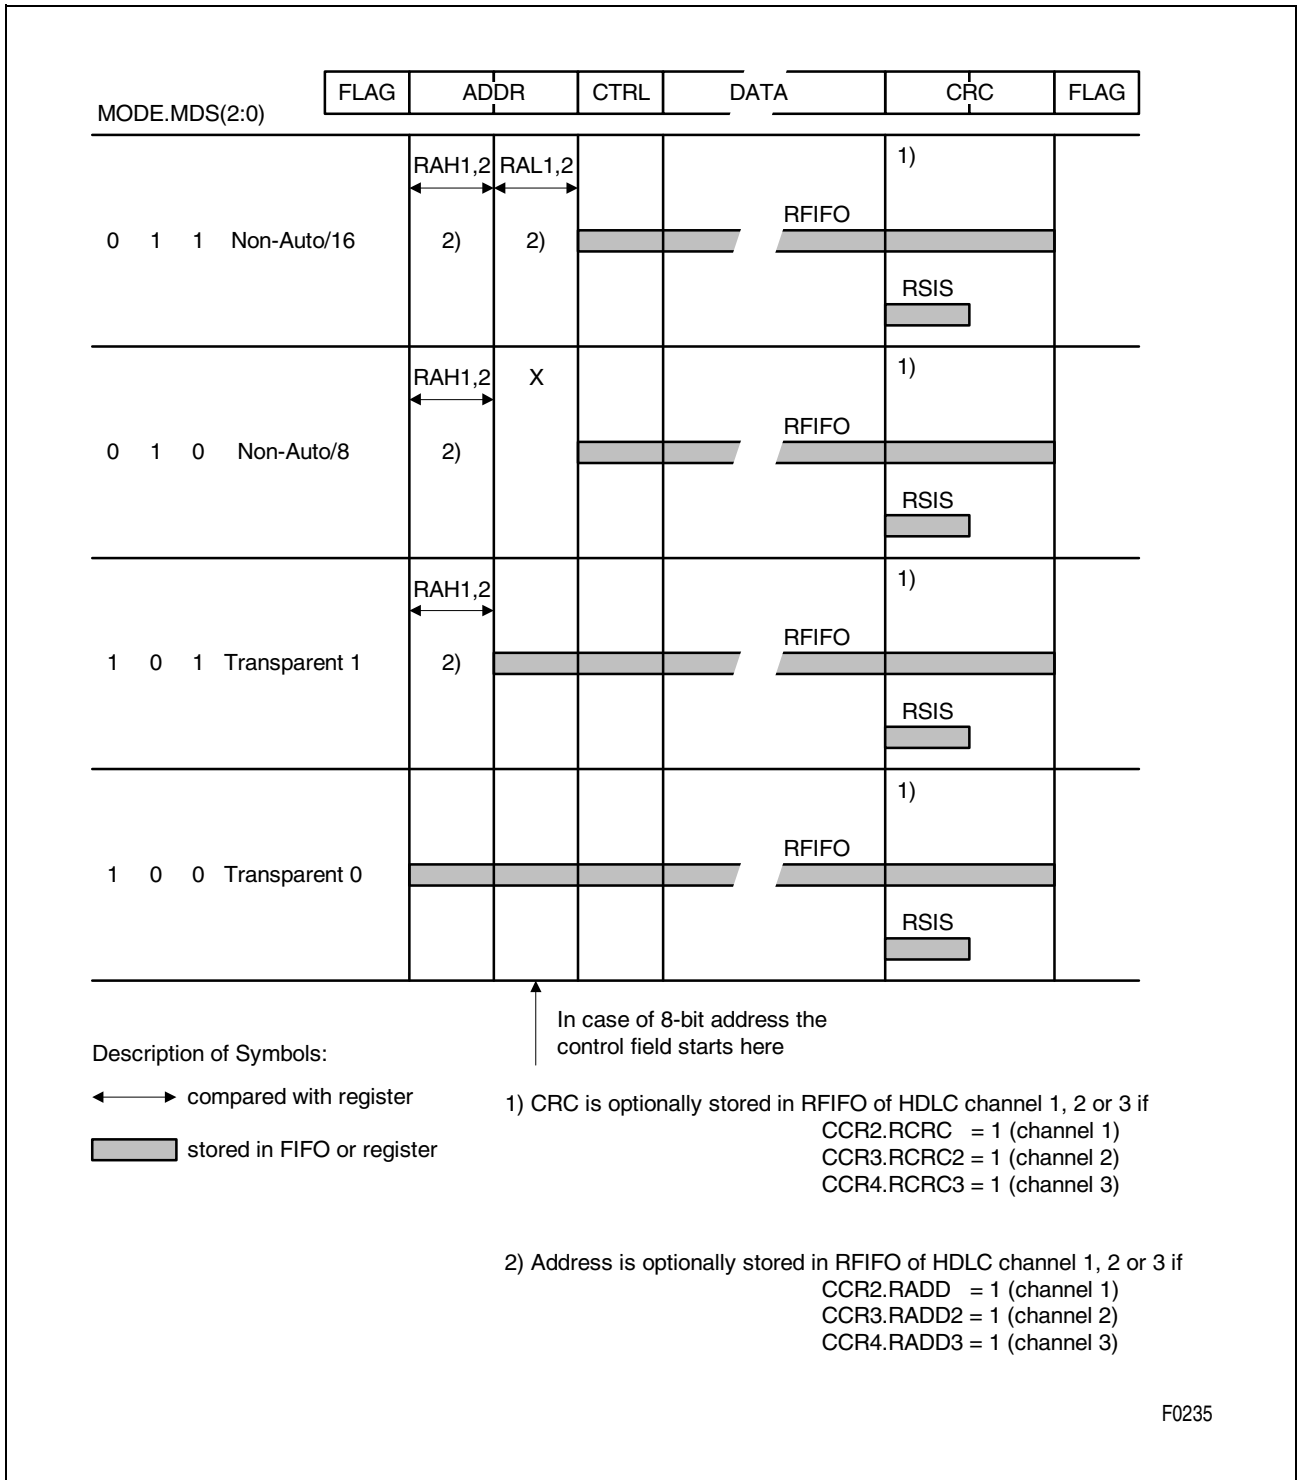 FLAG ADDR CTRL DATA CRC FLAG
MODE.MDS(2:0)
RAH1,2 RAL1,2 1)
RFIFO
0 1 1 Non-Auto/16 2) 2)
RSIS
RAH1,2 X 1)
RFIFO
0 1 0 Non-Auto/8 2)
RSIS
RAH1,2 1)
RFIFO
1 0 1 Transparent 1 2)
RSIS
1)
RFIFO
1 0 0 Transparent 0
RSIS
In case of 8-bit address the
control field starts here
Description of Symbols:
compared with register
stored in FIFO or register
1) CRC is optionally stored in RFIFO of HDLC channel 1, 2 or 3 if
CCR2.RCRC = 1 (channel 1)
CCR3.RCRC2 = 1 (channel 2)
CCR4.RCRC3 = 1 (channel 3)
2) Address is optionally stored in RFIFO of HDLC channel 1, 2 or 3 if
CCR2.RADD = 1 (channel 1)
CCR3.RADD2 = 1 (channel 2)
CCR4.RADD3 = 1 (channel 3)
F0235